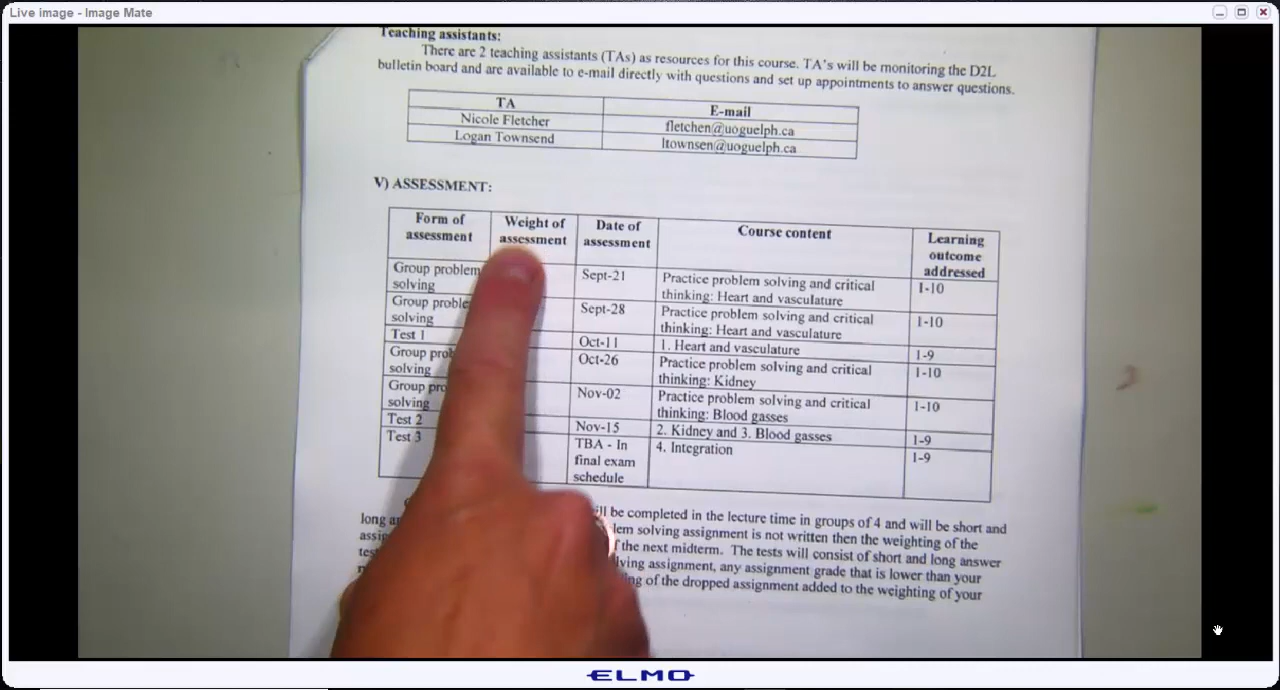 Live image - Image Mate
Teaching assistants:
There are 2 teaching assistants (TAs) as resources for this course. TA's will be monitoring the D2L
bulletin board and are available to e-mail directly with questions and set up appointments to answer questions.
TA E-mail
Nicole Fletcher fletchen@uoguelph.ca
Logan Townsend ltownsen@uoguelph.ca
V) ASSESSMENT:
Form of assessment Weight of assessment Date of assessment Course content Learning outcome addressed
Group problem solving Sept-21 Practice problem solving and critical thinking: Heart and vasculature 1-10
Group proble solving Sept-28 Practice problem solving and critical thinking: Heart and vasculature 1-10
Test 1 Oct-11 1. Heart and vasculature 1-9
Group prob solving Oct-26 Practice problem solving and critical thinking: Kidney 1-10
Group pro solving Nov-02 Practice problem solving and critical thinking: Blood gasses 1-10
Test 2 Nov-15 2. Kidney and 3. Blood gasses 1-9
Test 3 TBA - In final exam schedule 4. Integration 1-9
ill be completed in the lecture time in groups of 4 and will be short and
long an lem solving assignment is not written then the weighting of the
assig f the next midterm. The tests will consist of short and long answer
tes lving assignment, any assignment grade that is lower than your
ng of the dropped assignment added to the weighting of your
ELMO